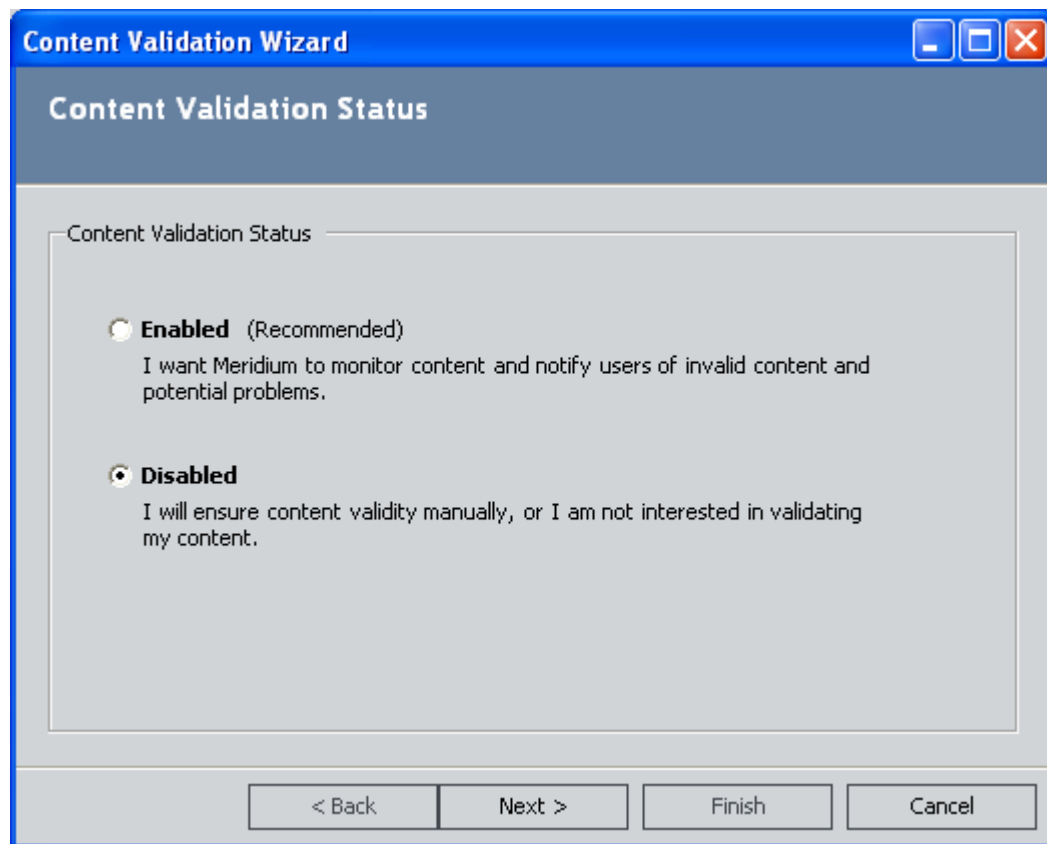 Content Validation Wizard
Content Validation Status
Content Validation Status
Enabled (Recommended)
I want Meridium to monitor content and notify users of invalid content and
potential problems.
Disabled
I will ensure content validity manually, or I am not interested in validating
my content.
< Back Next > Finish Cancel